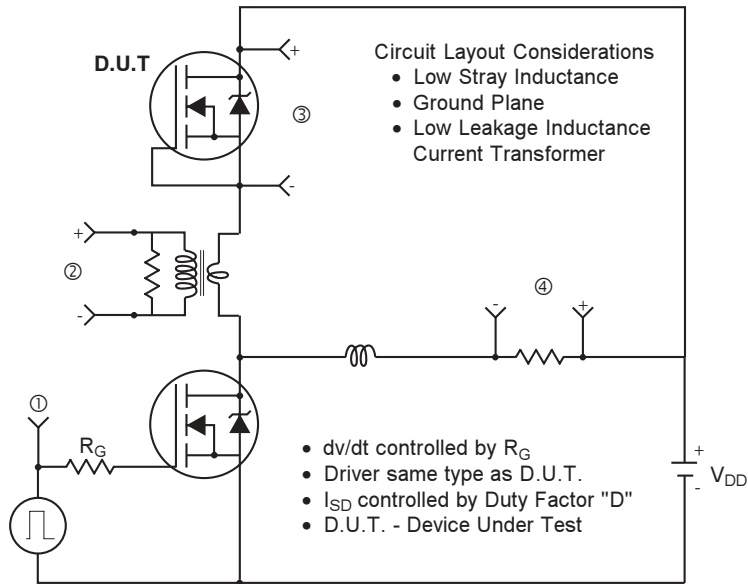 D.U.T
+
③
-
Circuit Layout Considerations
• Low Stray Inductance
• Ground Plane
• Low Leakage Inductance
Current Transformer
+
②
-
④
- +
①
RG
• dv/dt controlled by RG
• Driver same type as D.U.T.
• ISD controlled by Duty Factor "D"
• D.U.T. - Device Under Test
+
VDD
-